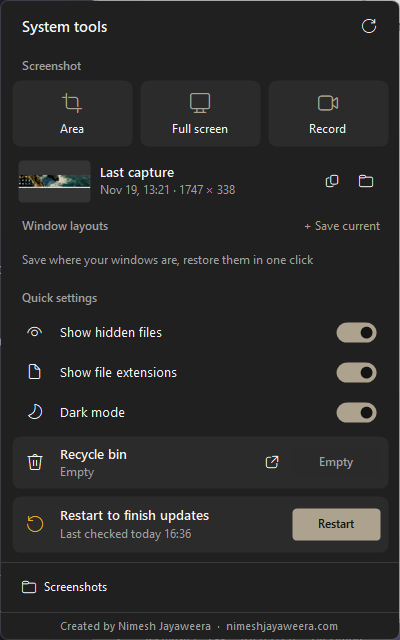 System tools
Screenshot
Area
Full screen
Record
Last capture
Nov 19, 13:21 · 1747 × 338
Window layouts
+ Save current
Save where your windows are, restore them in one click
Quick settings
Show hidden files
Show file extensions
Dark mode
Recycle bin
Empty
Empty
Restart to finish updates
Last checked today 16:36
Restart
Screenshots
Created by Nimesh Jayaweera · nimeshjayaweera.com